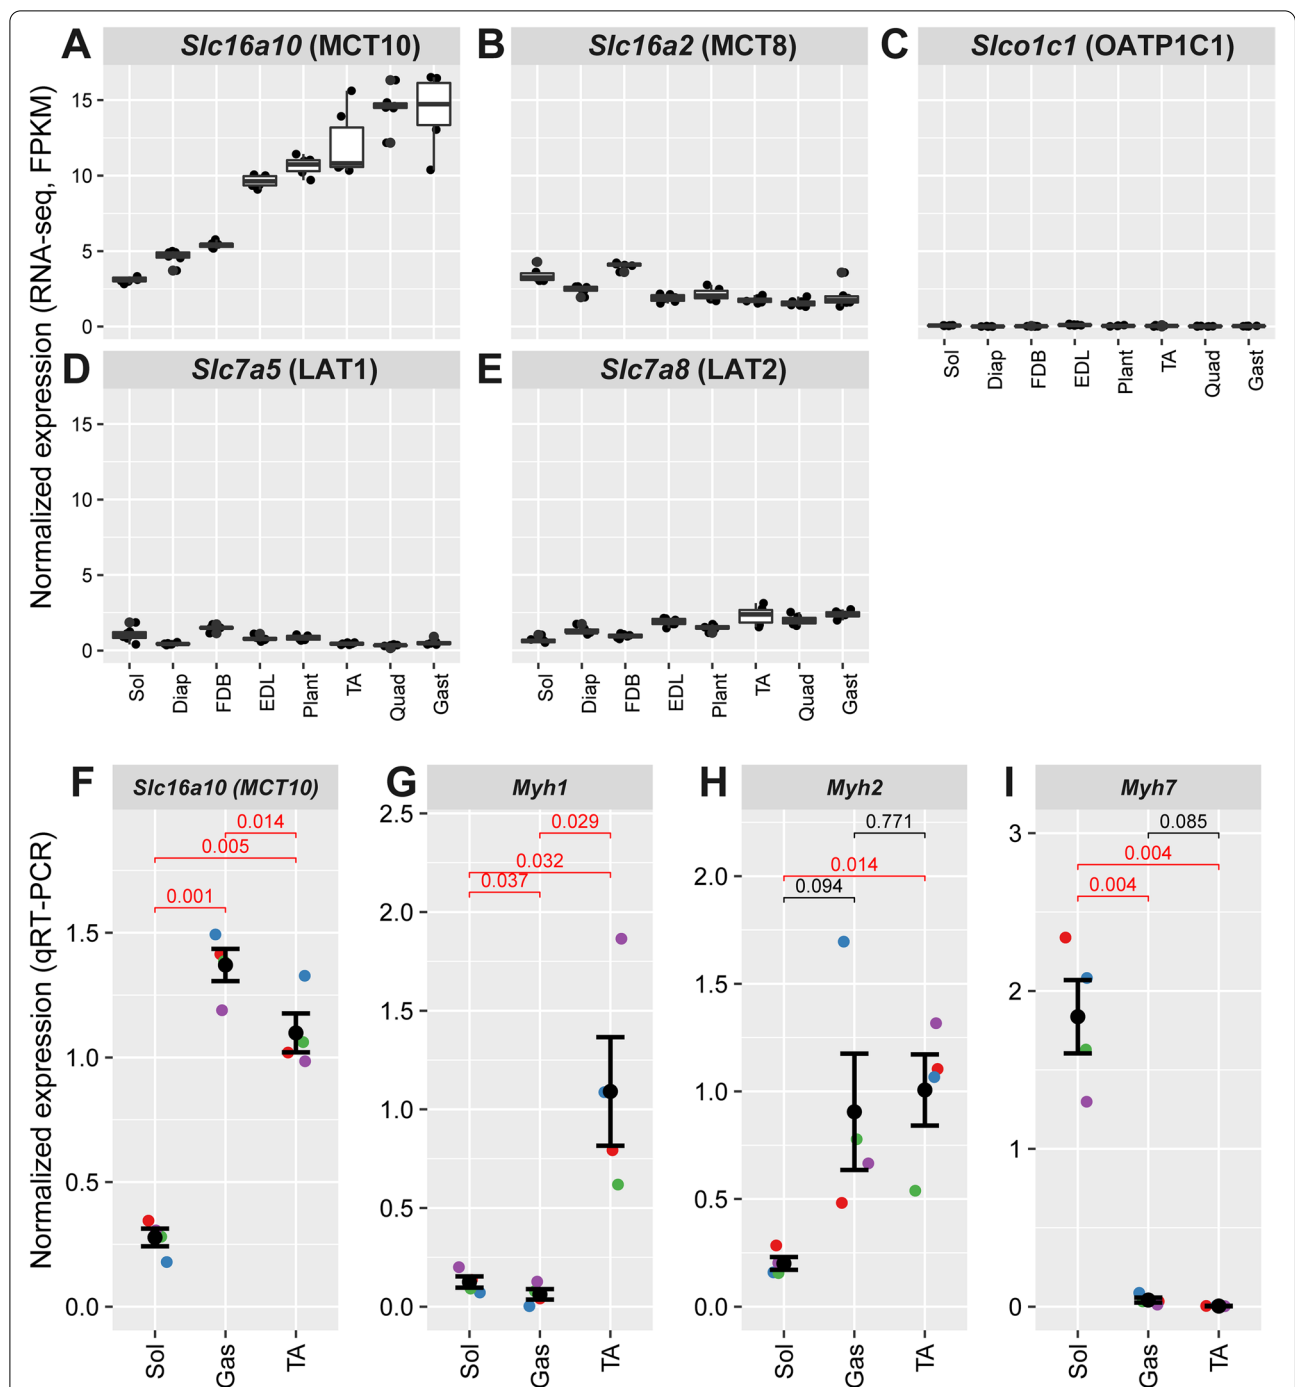 A
Slc16a10 (MCT10)
B
Slc16a2 (MCT8)
C
Slco1c1 (OATP1C1)
Normalized expression (RNA-seq, FPKM)
15
10
5
0
Sol
Diap
FDB
EDL
Plant
TA
Quad
Gast
D
Slc7a5 (LAT1)
E
Slc7a8 (LAT2)
15
10
5
0
Sol
Diap
FDB
EDL
Plant
TA
Quad
Gast
Sol
Diap
FDB
EDL
Plant
TA
Quad
Gast
F
Slc16a10 (MCT10)
G
Myh1
H
Myh2
I
Myh7
Normalized expression (qRT-PCR)
0.014
0.005
0.001
1.5
1.0
0.5
0.0
Sol
Gas
TA
2.5
0.029
0.032
0.037
2.0
1.5
1.0
0.5
0.0
Sol
Gas
TA
0.771
0.014
0.094
2.0
1.5
1.0
0.5
0.0
Sol
Gas
TA
3
0.085
0.004
0.004
2
1
0
Sol
Gas
TA